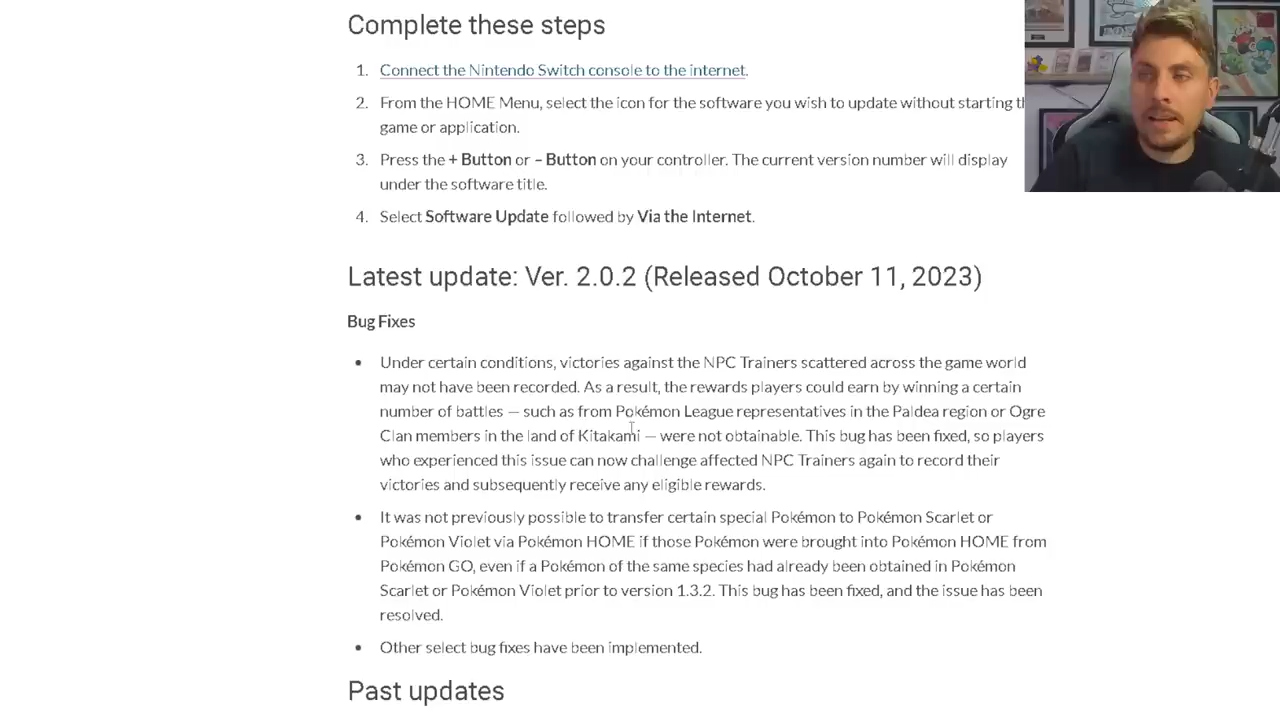 Complete these steps
1. Connect the Nintendo Switch console to the internet.
2. From the HOME Menu, select the icon for the software you wish to update without starting
game or application.
3. Press the + Button or – Button on your controller. The current version number will display
under the software title.
4. Select Software Update followed by Via the Internet.
Latest update: Ver. 2.0.2 (Released October 11, 2023)
Bug Fixes
• Under certain conditions, victories against the NPC Trainers scattered across the game world
may not have been recorded. As a result, the rewards players could earn by winning a certain
number of battles — such as from Pokémon League representatives in the Paldea region or Ogre
Clan members in the land of Kitakami — were not obtainable. This bug has been fixed, so players
who experienced this issue can now challenge affected NPC Trainers again to record their
victories and subsequently receive any eligible rewards.
• It was not previously possible to transfer certain special Pokémon to Pokémon Scarlet or
Pokémon Violet via Pokémon HOME if those Pokémon were brought into Pokémon HOME from
Pokémon GO, even if a Pokémon of the same species had already been obtained in Pokémon
Scarlet or Pokémon Violet prior to version 1.3.2. This bug has been fixed, and the issue has been
resolved.
• Other select bug fixes have been implemented.
Past updates